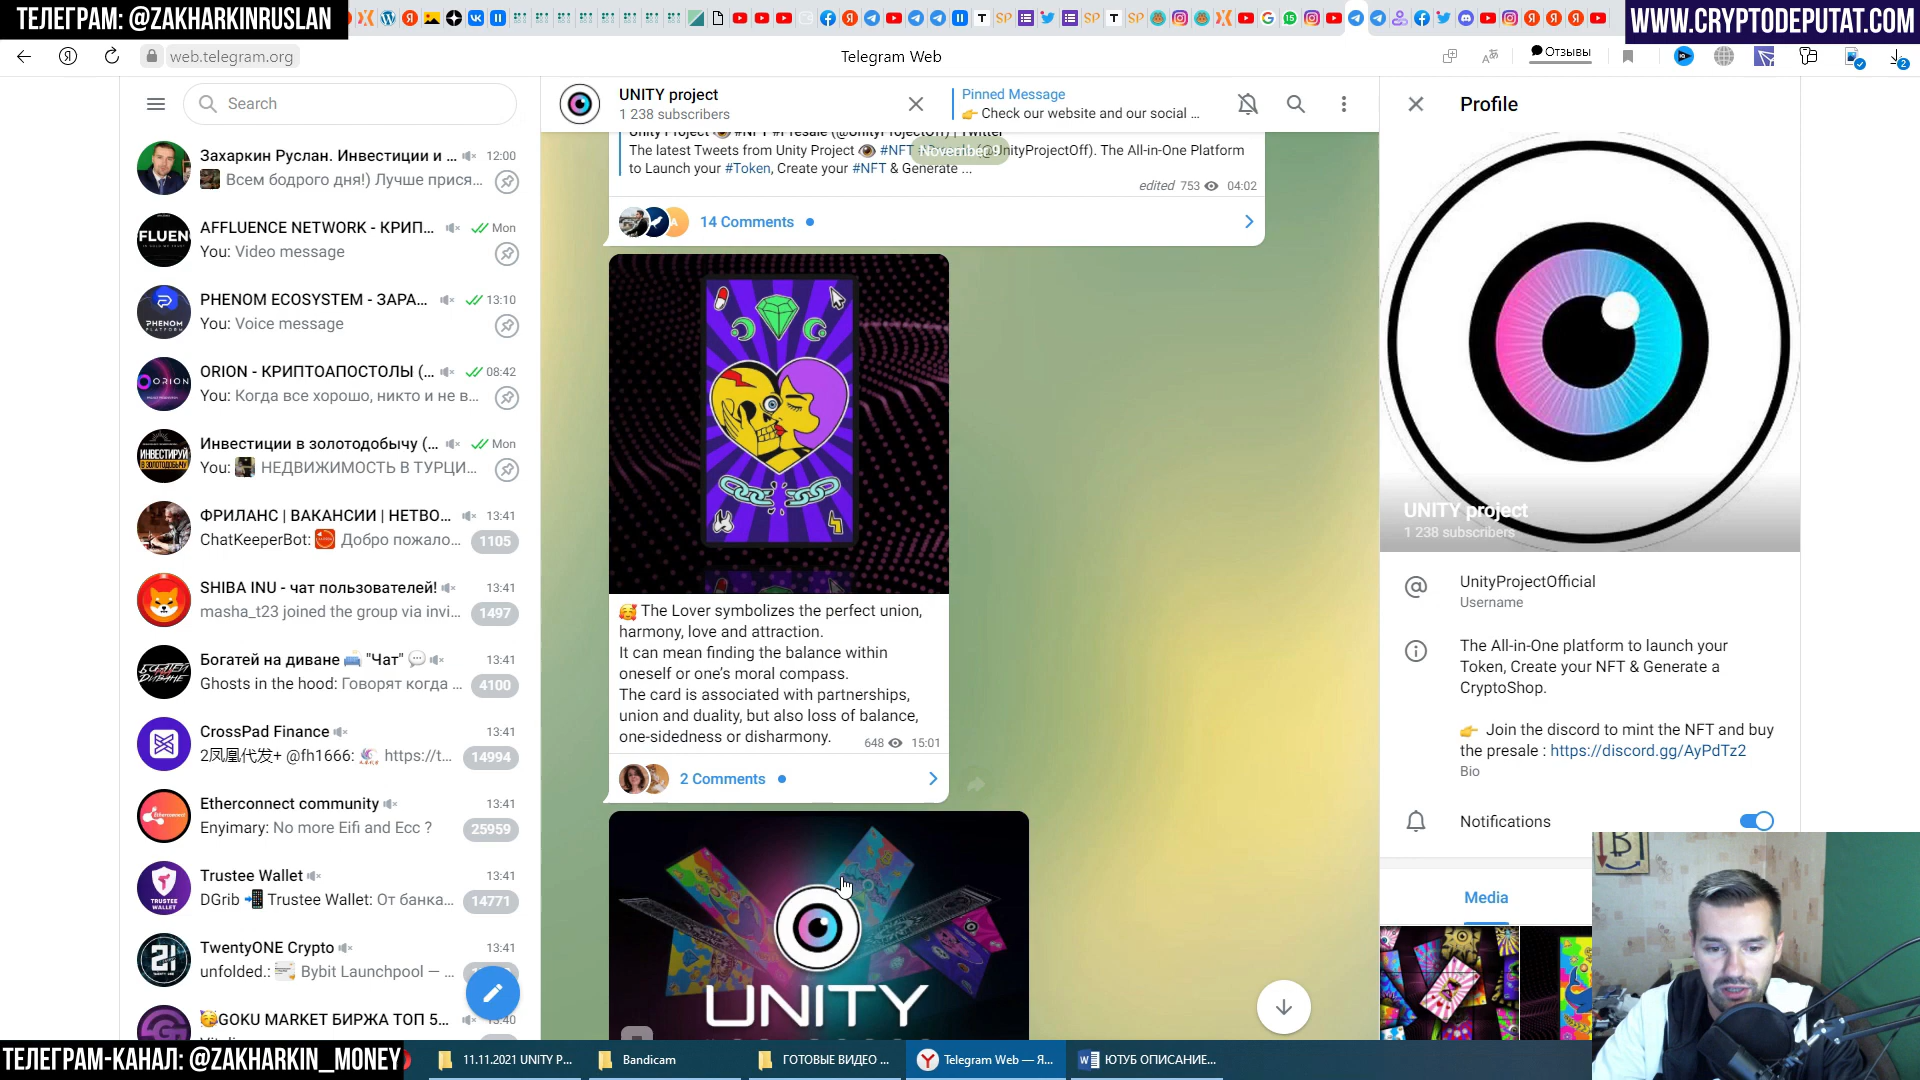 ТЕЛЕГРАМ: @ZAKHARKINRUSLAN
WWW.CRYPTODEPUTAT.COM
web.telegram.org
Telegram Web
Отзывы
Search
Захаркин Руслан. Инвестиции и ...
12:00
Всем бодрого дня!) Лучше прися...
AFFLUENCE NETWORK - КРИП...
Mon
You: Video message
PHENOM ECOSYSTEM - ЗАРА...
13:10
You: Voice message
ORION - КРИПТОАПОСТОЛЫ (...
08:42
You: Когда все хорошо, никто и не в...
Инвестиции в золотодобычу (...
Mon
You: НЕДВИЖИМОСТЬ В ТУРЦИ...
ФРИЛАНС | ВАКАНСИИ | НЕТВО...
13:41
ChatKeeperBot: Добро пожало...
1105
SHIBA INU - чат пользователей!
13:41
masha_t23 joined the group via invi...
1497
Богатей на диване "Чат"
13:41
Ghosts in the hood: Говорят когда ...
4100
CrossPad Finance
13:41
2凤凰代发+ @fh1666: https://t...
14994
Etherconnect community
13:41
Enyimary: No more Eifi and Ecc ?
25959
Trustee Wallet
13:41
DGrib Trustee Wallet: От банка...
14771
TwentyONE Crypto
13:41
unfolded.: Bybit Launchpool — ...
GOKU MARKET БИРЖА ТОП 5...
13:40
UNITY project
1 238 subscribers
Pinned Message
Check our website and our social ...
Unity Project #NFT #Presale (@UnityProjectOff) | Twitter
November 9
The latest Tweets from Unity Project #NFT (@UnityProjectOff). The All-in-One Platform
to Launch your #Token, Create your #NFT & Generate ...
edited 753 04:02
14 Comments
The Lover symbolizes the perfect union,
harmony, love and attraction.
It can mean finding the balance within
oneself or one's moral compass.
The card is associated with partnerships,
union and duality, but also loss of balance,
one-sidedness or disharmony.
648 15:01
2 Comments
UNITY
Profile
UNITY project
1 238 subscribers
UnityProjectOfficial
Username
The All-in-One platform to launch your
Token, Create your NFT & Generate a
CryptoShop.
Join the discord to mint the NFT and buy
the presale : https://discord.gg/AyPdTz2
Bio
Notifications
Media
ТЕЛЕГРАМ-КАНАЛ: @ZAKHARKIN_MONEY
11.11.2021 UNITY P...
Bandicam
ГОТОВЫЕ ВИДЕО ...
Telegram Web — Я...
ЮТУБ ОПИСАНИЕ...